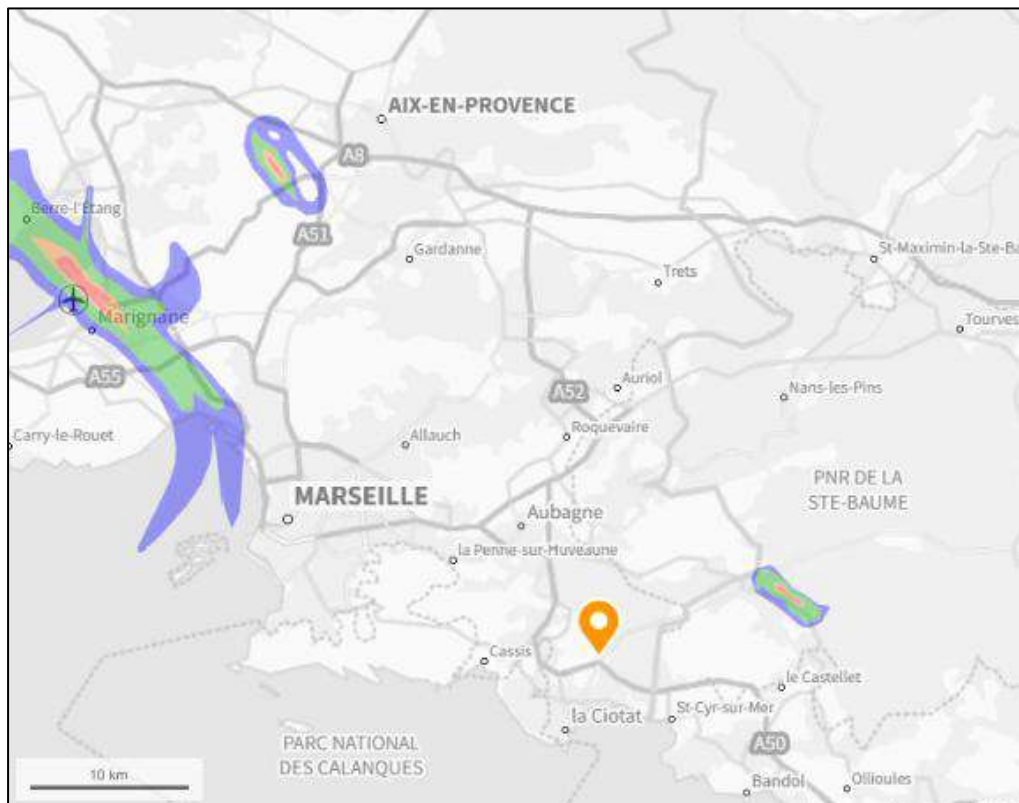 AIX-EN-PROVENCE
A8
Berre-l'Étang
A51
Gardanne
St-Maximin-la-Ste-Ba
Trets
Marignane
Tourves
A55
Auriol
A52
Nans-les-Pins
Carry-le-Rouet
Allauch
Roquevaire
PNR DE LA
STE-BAUME
MARSEILLE
Aubagne
la Penne-sur-Huveaune
Cassis
le Castellet
la Ciotat
St-Cyr-sur-Mer
PARC NATIONAL
DES CALANQUES
A50
10 km
Bandol
Ollioules